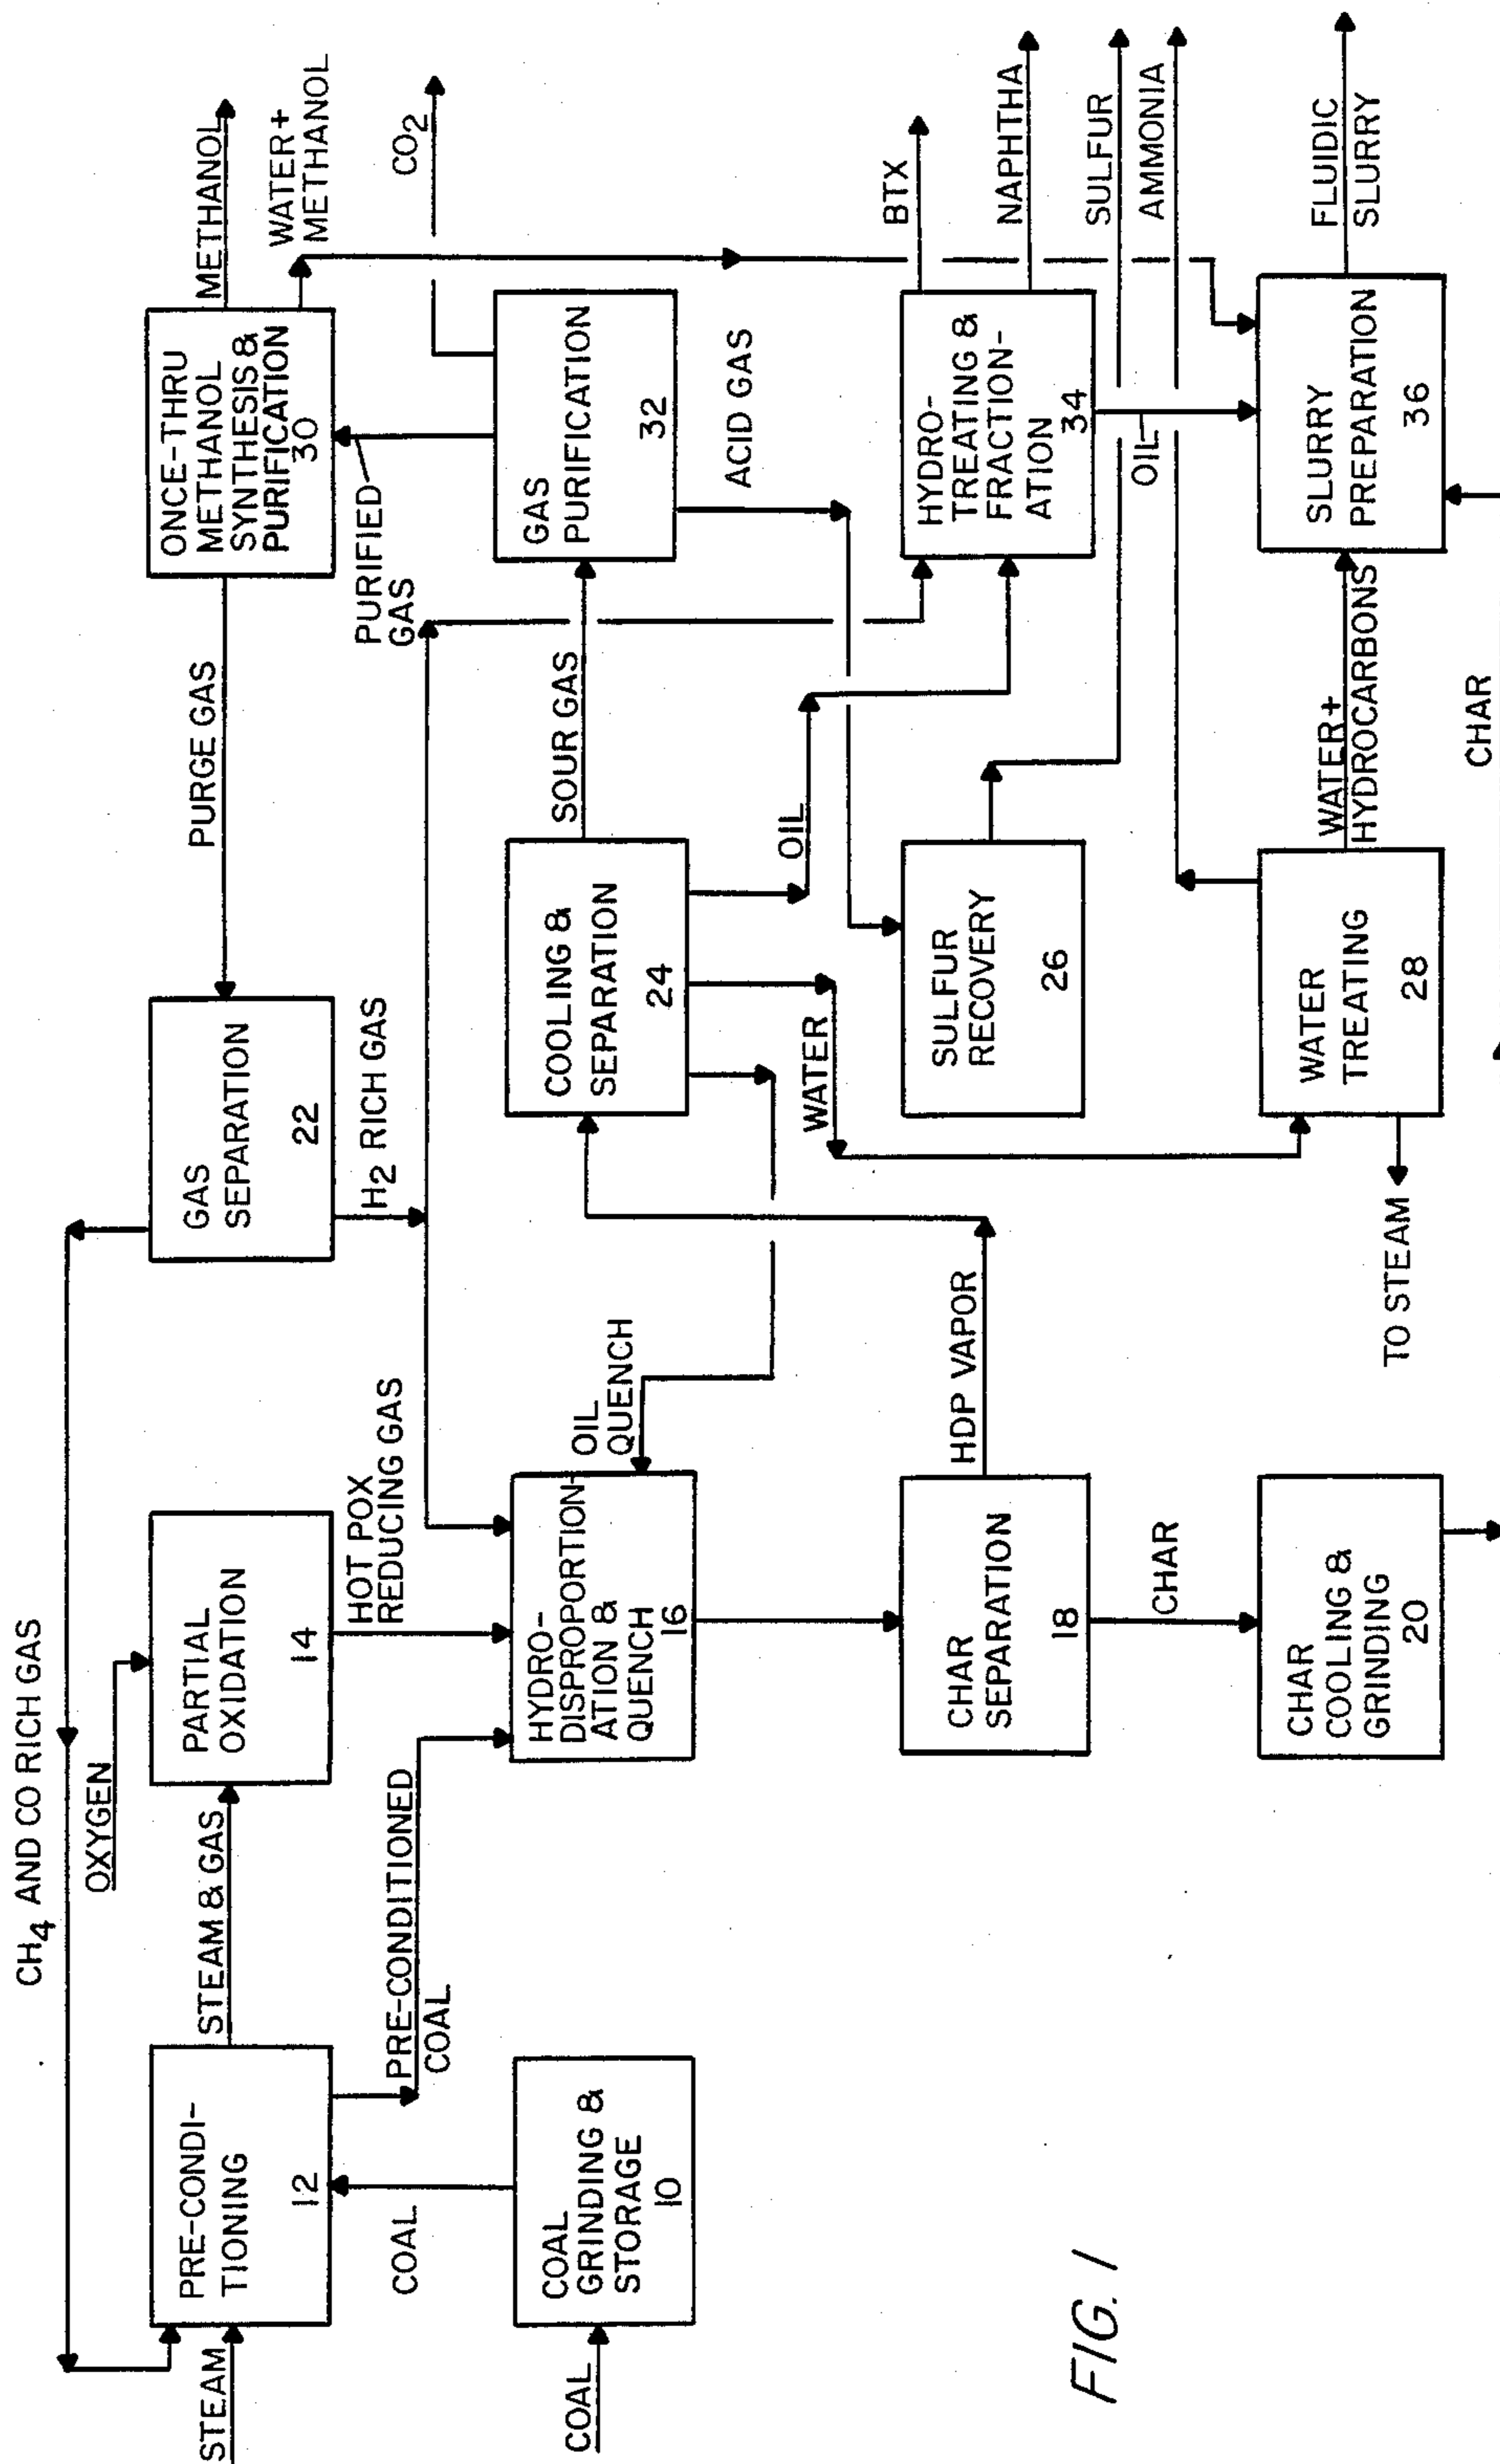 CH4 AND CO RICH GAS
OXYGEN
STEAM
PRE-CONDI-
TIONING
12
STEAM & GAS
PARTIAL
OXIDATION
14
GAS
SEPARATION
22
PURGE GAS
ONCE-THRU
METHANOL
SYNTHESIS &
PURIFICATION
30
METHANOL
WATER+
METHANOL
COAL
PRE-CONDITIONED
COAL
HOT POX
REDUCING GAS
H2 RICH GAS
PURIFIED
GAS
CO2
COAL
COAL
GRINDING &
STORAGE
10
HYDRO-
DISPROPORTION-
ATION &
QUENCH
16
OIL
QUENCH
COOLING &
SEPARATION
24
SOUR GAS
GAS
PURIFICATION
32
ACID GAS
WATER
OIL
CHAR
SEPARATION
18
HDP VAPOR
SULFUR
RECOVERY
26
HYDRO-
TREATING &
FRACTION-
ATION
34
BTX
NAPHTHA
SULFUR
AMMONIA
CHAR
OIL
CHAR
COOLING &
GRINDING
20
TO STEAM
WATER
TREATING
28
WATER+
HYDROCARBONS
SLURRY
PREPARATION
36
FLUIDIC
SLURRY
CHAR
FIG. 1